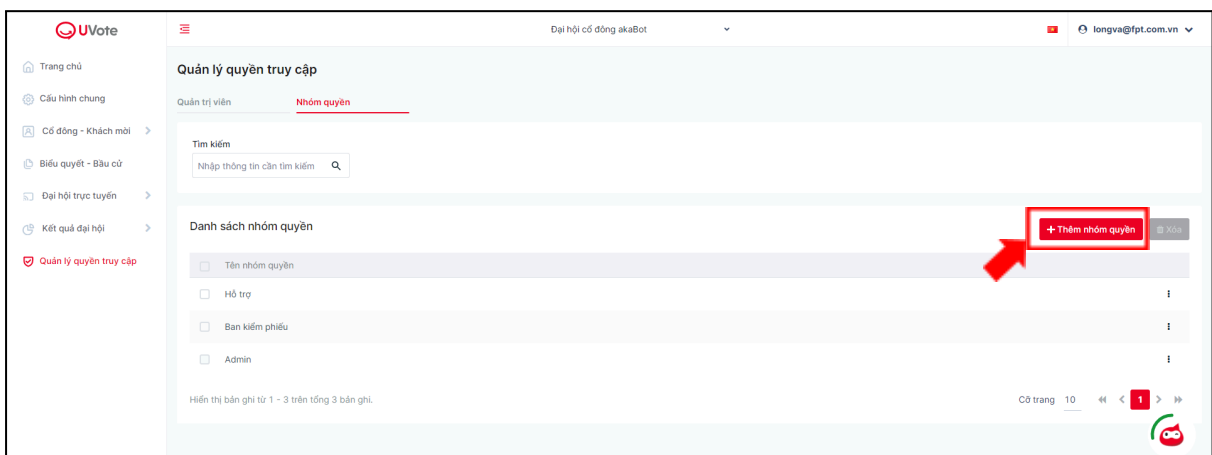 UVote
Đại hội cổ đông akaBot
longva@fpt.com.vn
Trang chủ
Cấu hình chung
Cổ đông - Khách mời
Biểu quyết - Bầu cử
Đại hội trực tuyến
Kết quả đại hội
Quản lý quyền truy cập
Quản lý quyền truy cập
Quản trị viên
Nhóm quyền
Tìm kiếm
Nhập thông tin cần tìm kiếm
Danh sách nhóm quyền
+ Thêm nhóm quyền
Xóa
Tên nhóm quyền
Hỗ trợ
Ban kiểm phiếu
Admin
Hiển thị bản ghi từ 1 - 3 trên tổng 3 bản ghi.
Cỡ trang 10 1